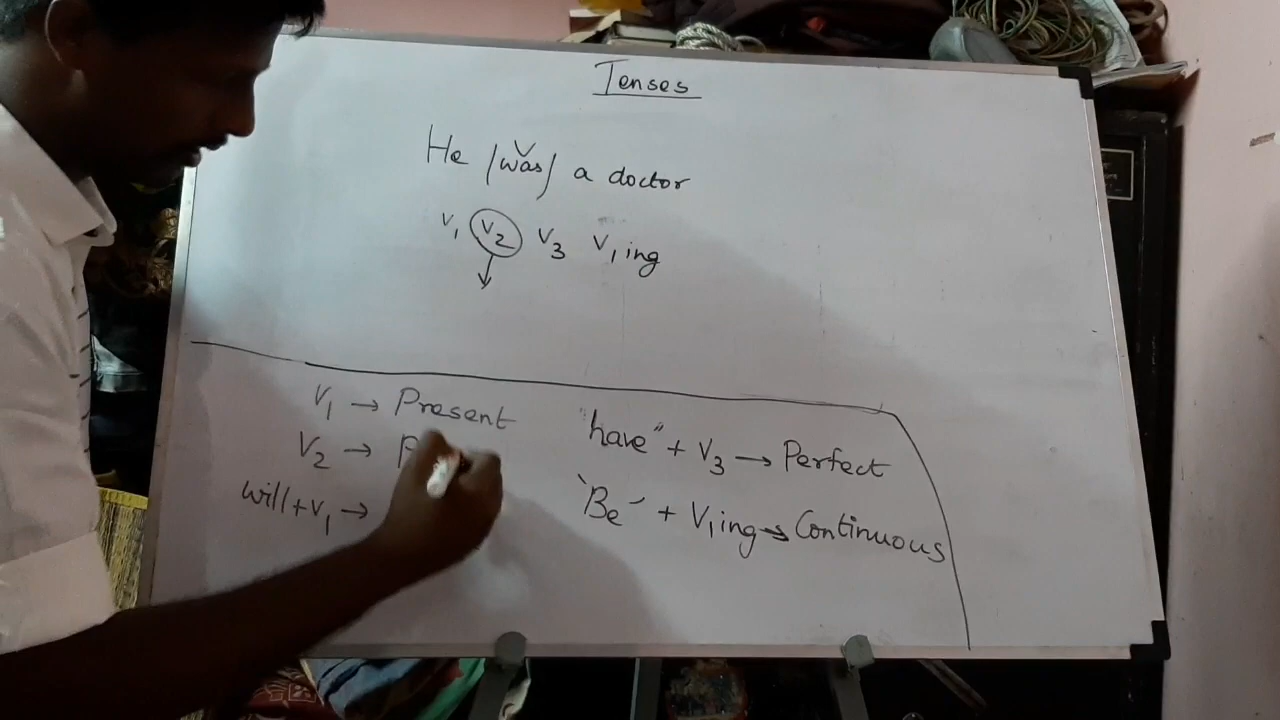 Tenses
He /was/ a doctor
V
V1 V2 V3 V1ing
V1 → Present
V2 →
will+V1 →
"have" + V3 → Perfect
"Be" + V1ing → Continuous